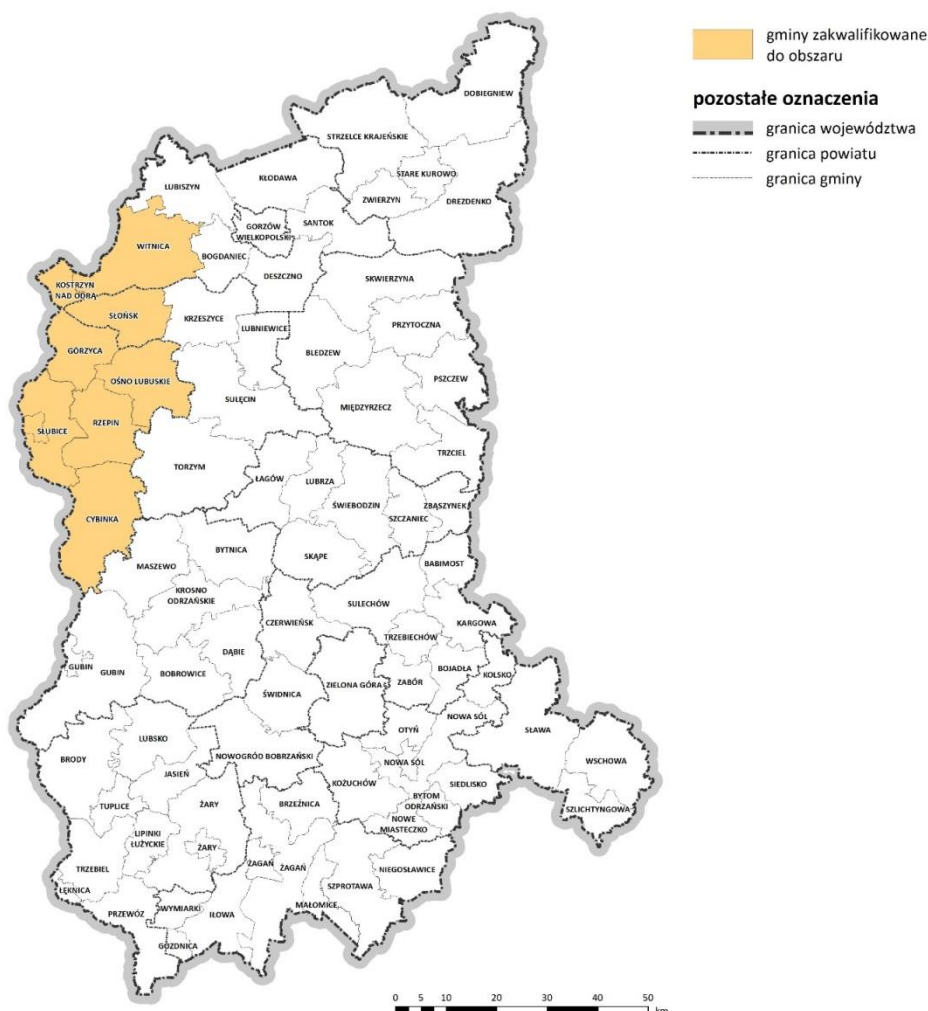 gminy zakwalifikowane
do obszaru
pozostałe oznaczenia
granica województwa
granica powiatu
granica gminy
DOBIEGNIEW
STRZELCE KRAJEŃSKIE
STARE KUROWO
ZWIERZYN
DREZDENKO
KŁODAWA
LUBISZYN
SANTOK
GORZÓW
WIELKOPOLSKI
WITNICA
BOGDANIEC
DESZCZNO
SKWIERZYNA
KOSTRZYN
NAD ODRĄ
SŁOŃSK
KRZESZYCE
LUBNIEWICE
PRZYTOCZNA
GÓRZYCA
BLEDZEW
PSZCZEW
OŚNO LUBUSKIE
SULĘCIN
MIĘDZYRZECZ
SŁUBICE
RZEPIN
TRZCIEL
TORZYM
ŁAGÓW
LUBRZA
ŚWIEBODZIN
ZBĄSZYNEK
SZCZANIEC
CYBINKA
BYTNICA
SKĄPE
MASZEWO
BABIMOST
KROSNO
ODRZAŃSKIE
SULECHÓW
CZERWIEŃSK
KARGOWA
TRZEBIECHÓW
DĄBIE
GUBIN
GUBIN
BOBROWICE
ŚWIDNICA
ZIELONA GÓRA
ZABÓR
BOJADŁA
KOLSKO
NOWA SÓL
OTYŃ
SŁAWA
LUBSKO
BRODY
NOWOGRÓD BOBRZAŃSKI
NOWA SÓL
WSCHOWA
JASIEŃ
KOŻUCHÓW
SIEDLISKO
TUPLICE
ŻARY
BRZEŹNICA
BYTOM
ODRZAŃSKI
SZLICHTYNGOWA
NOWE
MIASTECZKO
LIPINKI
ŁUŻYCKIE
ŻARY
TRZEBIEL
ŻAGAŃ
ŻAGAŃ
NIEGOSŁAWICE
SZPROTAWA
ŁĘKNICA
MAŁOMICE
PRZEWÓZ
WYMIARKI
IŁOWA
GOZDNICA
0 5 10 20 30 40 50
km